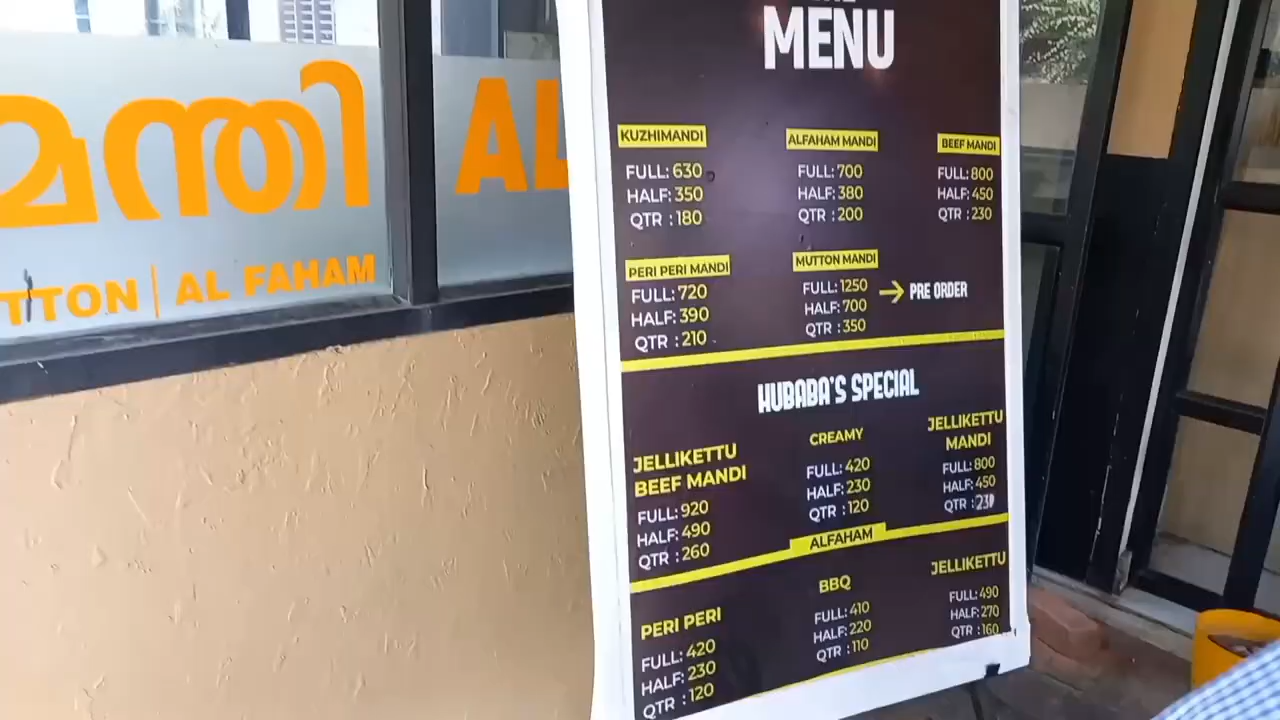 മന്തി
TTON | AL FAHAM
AL
MENU
KUZHIMANDI
FULL: 630
HALF: 350
QTR : 180
ALFAHAM MANDI
FULL: 700
HALF: 380
QTR : 200
BEEF MANDI
FULL: 800
HALF: 450
QTR : 230
PERI PERI MANDI
FULL: 720
HALF: 390
QTR : 210
MUTTON MANDI
FULL: 1250
HALF: 700
QTR : 350
→ PRE ORDER
HUBABA'S SPECIAL
JELLIKETTU
BEEF MANDI
FULL: 920
HALF: 490
QTR : 260
CREAMY
FULL: 420
HALF: 230
QTR : 120
JELLIKETTU
MANDI
FULL: 800
HALF: 450
QTR : 230
ALFAHAM
PERI PERI
FULL: 420
HALF: 230
QTR : 120
BBQ
FULL: 410
HALF: 220
QTR : 110
JELLIKETTU
FULL: 490
HALF: 270
QTR : 160